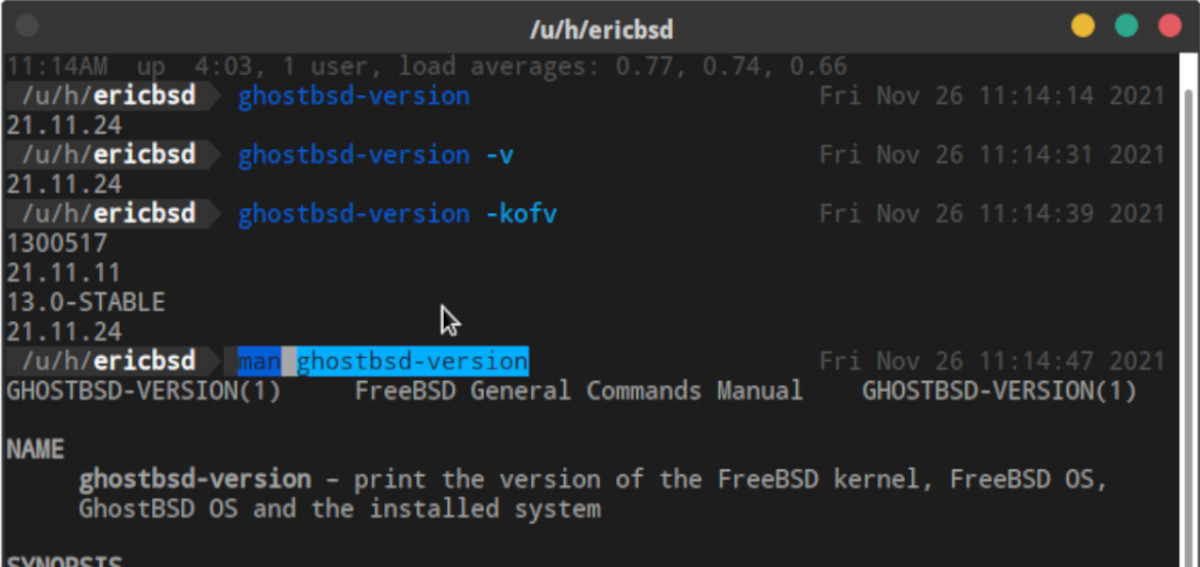 /u/h/ericbsd
11:14AM  up  4:03, 1 user, load averages: 0.77, 0.74, 0.66
/u/h/ericbsd  ghostbsd-version  Fri Nov 26 11:14:14 2021
21.11.24
/u/h/ericbsd  ghostbsd-version -v  Fri Nov 26 11:14:31 2021
21.11.24
/u/h/ericbsd  ghostbsd-version -kofv  Fri Nov 26 11:14:39 2021
1300517
21.11.11
13.0-STABLE
21.11.24
/u/h/ericbsd  man ghostbsd-version  Fri Nov 26 11:14:47 2021
GHOSTBSD-VERSION(1)  FreeBSD General Commands Manual  GHOSTBSD-VERSION(1)
NAME
ghostbsd-version – print the version of the FreeBSD kernel, FreeBSD OS,
GhostBSD OS and the installed system
SYNOPSIS